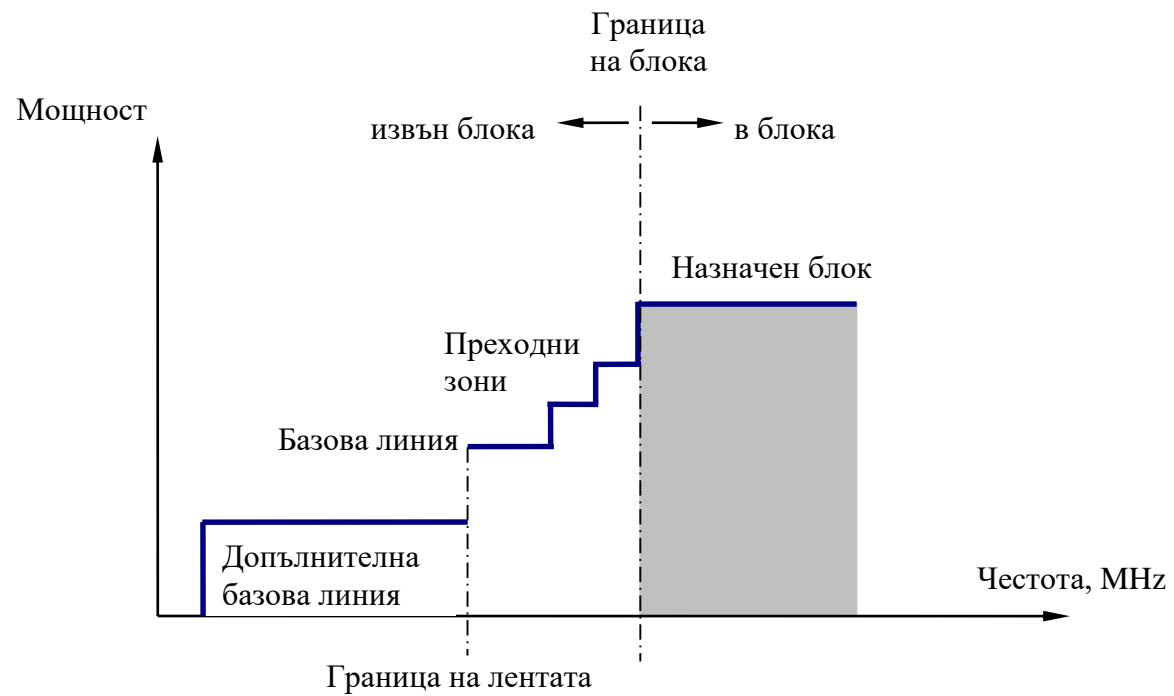 Граница
на блока
Мощност
извън блока
в блока
Назначен блок
Преходни
зони
Базова линия
Допълнителна
базова линия
Честота, MHz
Граница на лентата